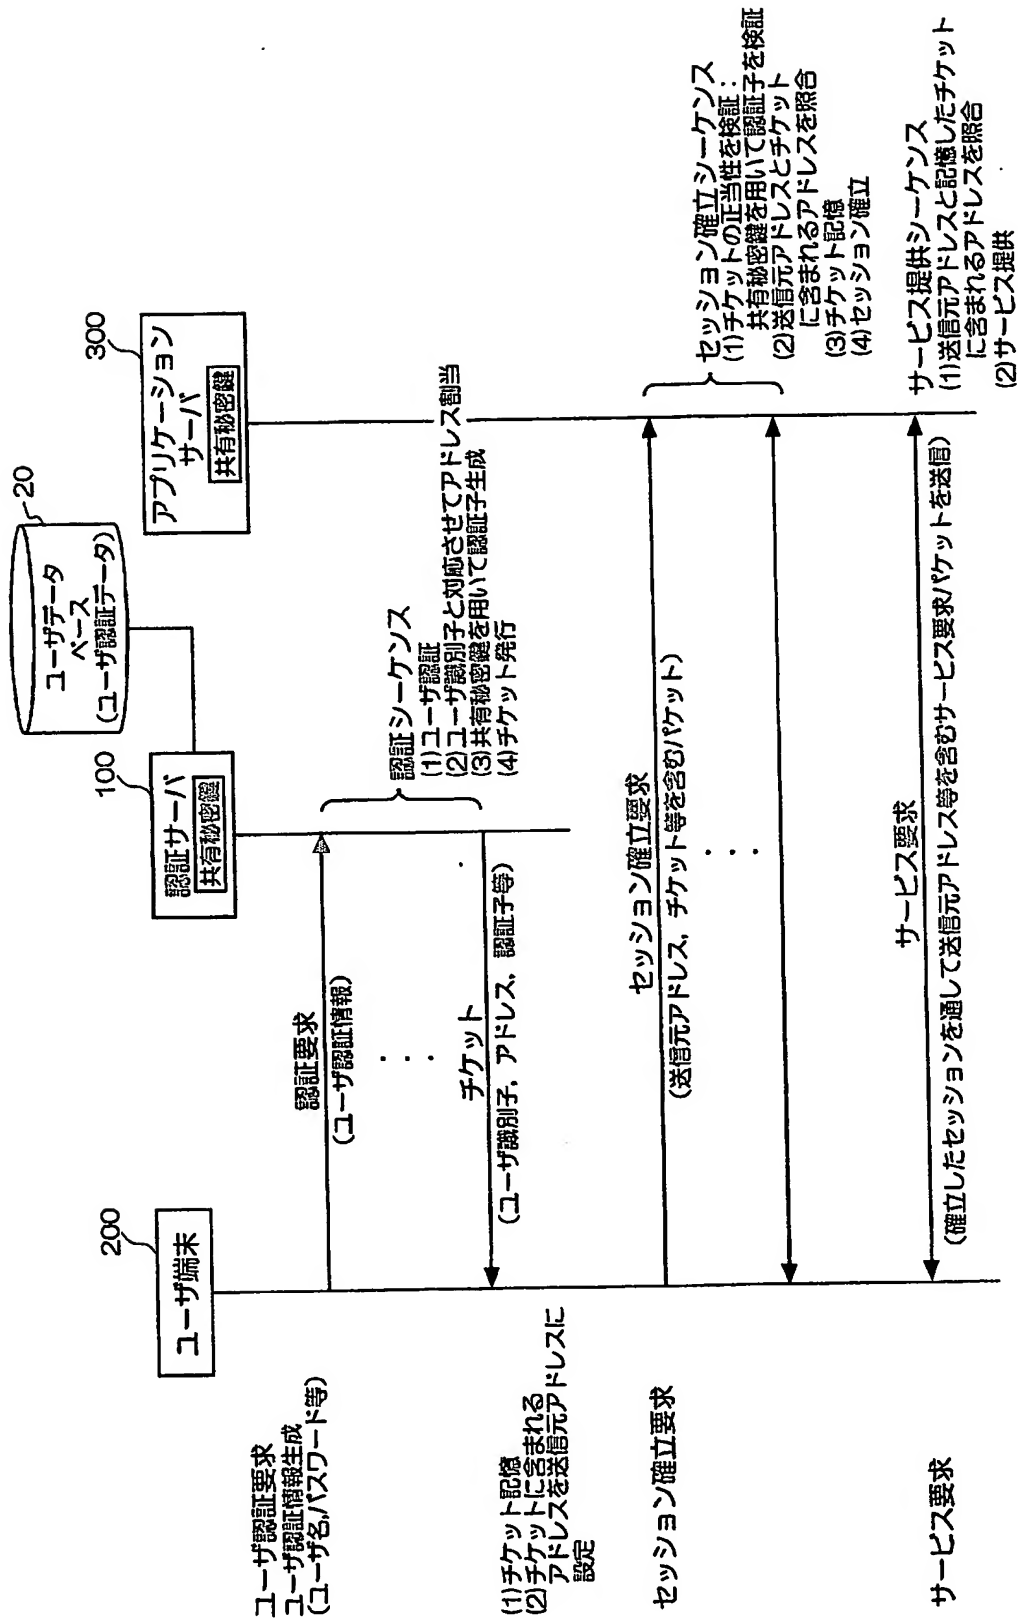 20
ユーザデータ
ベース
(ユーザ認証データ)
200
ユーザ端末
100
認証サーバ
共有秘密鍵
300
アプリケーション
サーバ
共有秘密鍵
ユーザ認証要求
ユーザ認証情報生成
(ユーザ名,パスワード等)
認証要求
(ユーザ認証情報)
認証シーケンス
(1)ユーザ認証
(2)ユーザ識別子と対応させてアドレス割当
(3)共有秘密鍵を用いて認証子生成
(4)チケット発行
チケット
(ユーザ識別子, アドレス, 認証子等)
(1)チケット記憶
(2)チケットに含まれる
アドレスを送信元アドレスに
設定
セッション確立要求
セッション確立要求
(送信元アドレス, チケット等を含むパケット)
セッション確立シーケンス
(1)チケットの正当性を検証:
共有秘密鍵を用いて認証子を検証
(2)送信元アドレスとチケット
に含まれるアドレスを照合
(3)チケット記憶
(4)セッション確立
サービス要求
サービス要求
(確立したセッションを通して送信元アドレス等を含むサービス要求パケットを送信)
サービス提供シーケンス
(1)送信元アドレスと記憶したチケット
に含まれるアドレスを照合
(2)サービス提供